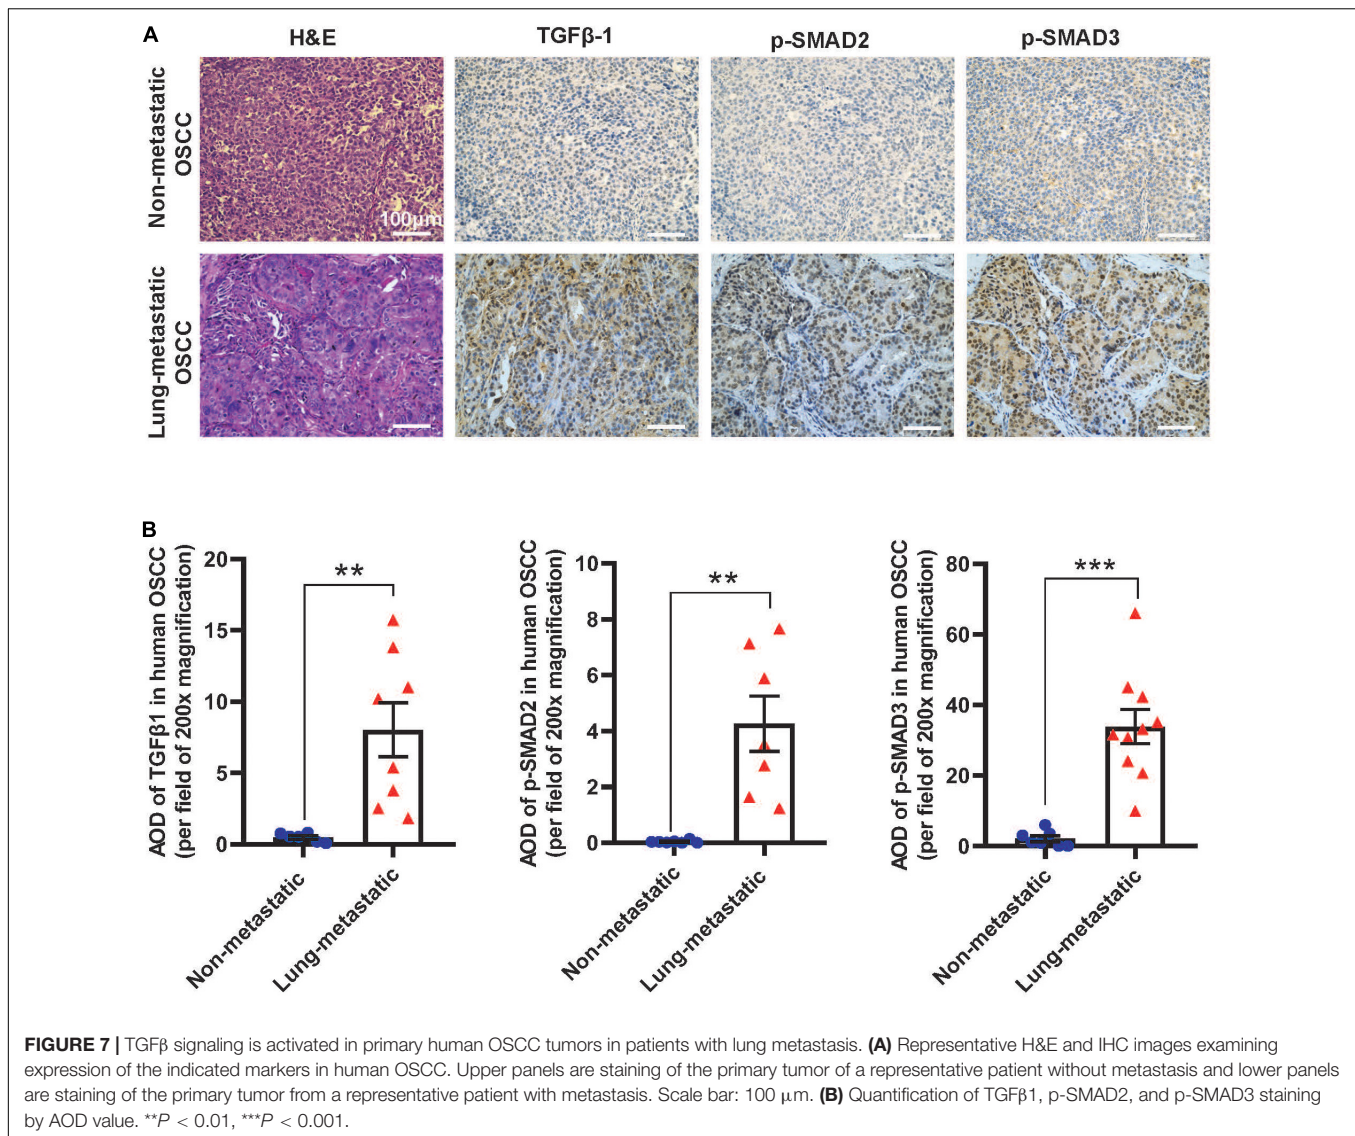 A
H&E
TGFβ-1
p-SMAD2
p-SMAD3
Non-metastatic
OSCC
100μm
Lung-metastatic
OSCC
B
AOD of TGFβ1 in human OSCC
(per field of 200x magnification)
20
15
10
5
0
**
Non-metastatic
Lung-metastatic
AOD of p-SMAD2 in human OSCC
(per field of 200x magnification)
10
8
6
4
2
0
**
Non-metastatic
Lung-metastatic
AOD of p-SMAD3 in human OSCC
(per field of 200x magnification)
80
60
40
20
0
***
Non-metastatic
Lung-metastatic
FIGURE 7 | TGFβ signaling is activated in primary human OSCC tumors in patients with lung metastasis. (A) Representative H&E and IHC images examining
expression of the indicated markers in human OSCC. Upper panels are staining of the primary tumor of a representative patient without metastasis and lower panels
are staining of the primary tumor from a representative patient with metastasis. Scale bar: 100 μm. (B) Quantification of TGFβ1, p-SMAD2, and p-SMAD3 staining
by AOD value. **P < 0.01, ***P < 0.001.